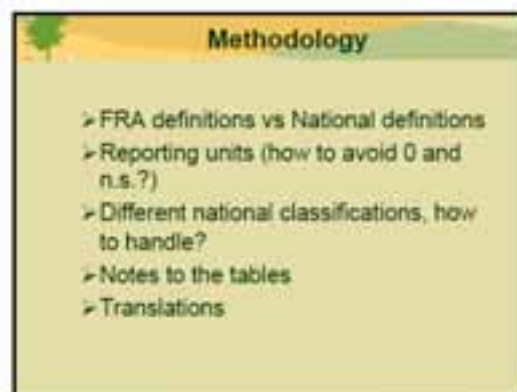 Methodology
➢FRA definitions vs National definitions
➢Reporting units (how to avoid 0 and
n.s.?)
➢Different national classifications, how
to handle?
➢Notes to the tables
➢Translations